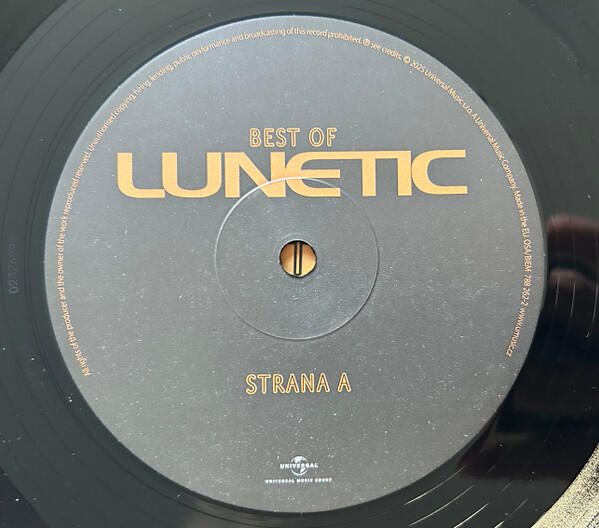 All rights of the producer and the owner of the work reproduced reserved. Unauthorised copying, hiring, lending, public performance and broadcasting of this record prohibited. ℗ see credits. © 2025 Universal Music s.r.o. A Universal Music Company. Made in the EU. OSA/BIEM 788 262-2 www.umusic.cz
BEST OF
LUNETIC
STRANA A
UNIVERSAL
UNIVERSAL MUSIC GROUP